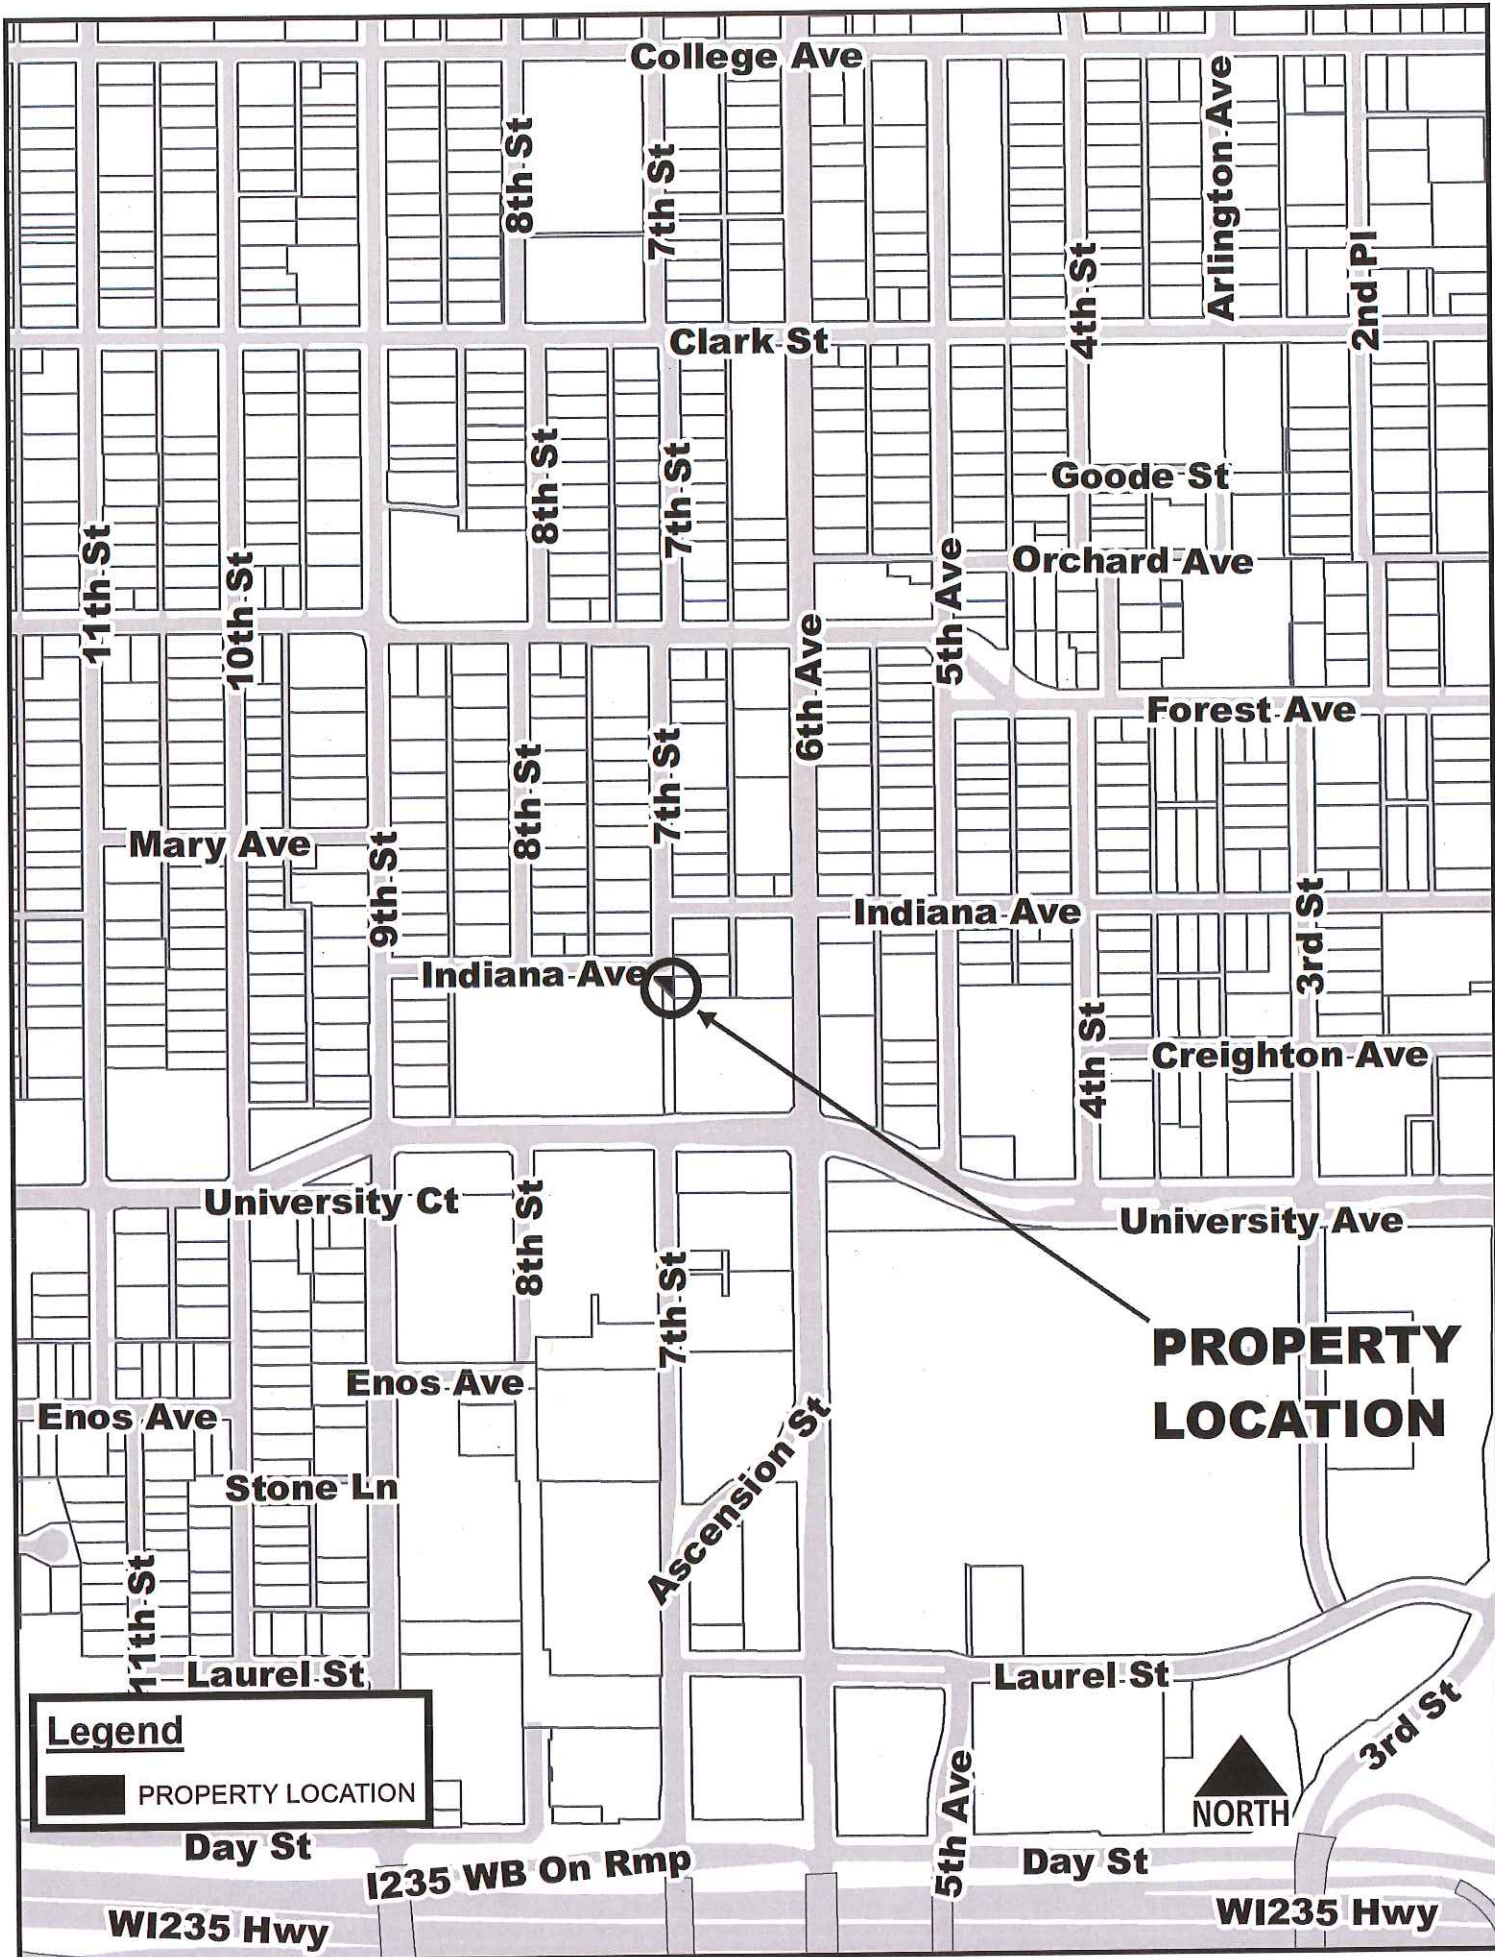 College Ave
8th St
7th St
Arlington Ave
4th St
2nd Pl
Clark St
8th St
7th St
Goode St
11th St
10th St
5th Ave
Orchard Ave
6th Ave
Forest Ave
8th St
7th St
Mary Ave
9th St
Indiana Ave
3rd St
Indiana Ave
4th St
Creighton Ave
University Ct
8th St
University Ave
7th St
PROPERTY
LOCATION
Enos Ave
Enos Ave
Ascension St
Stone Ln
11th St
Laurel St
Laurel St
3rd St
Legend
PROPERTY LOCATION
NORTH
5th Ave
Day St
Day St
I235 WB On Rmp
WI235 Hwy
WI235 Hwy